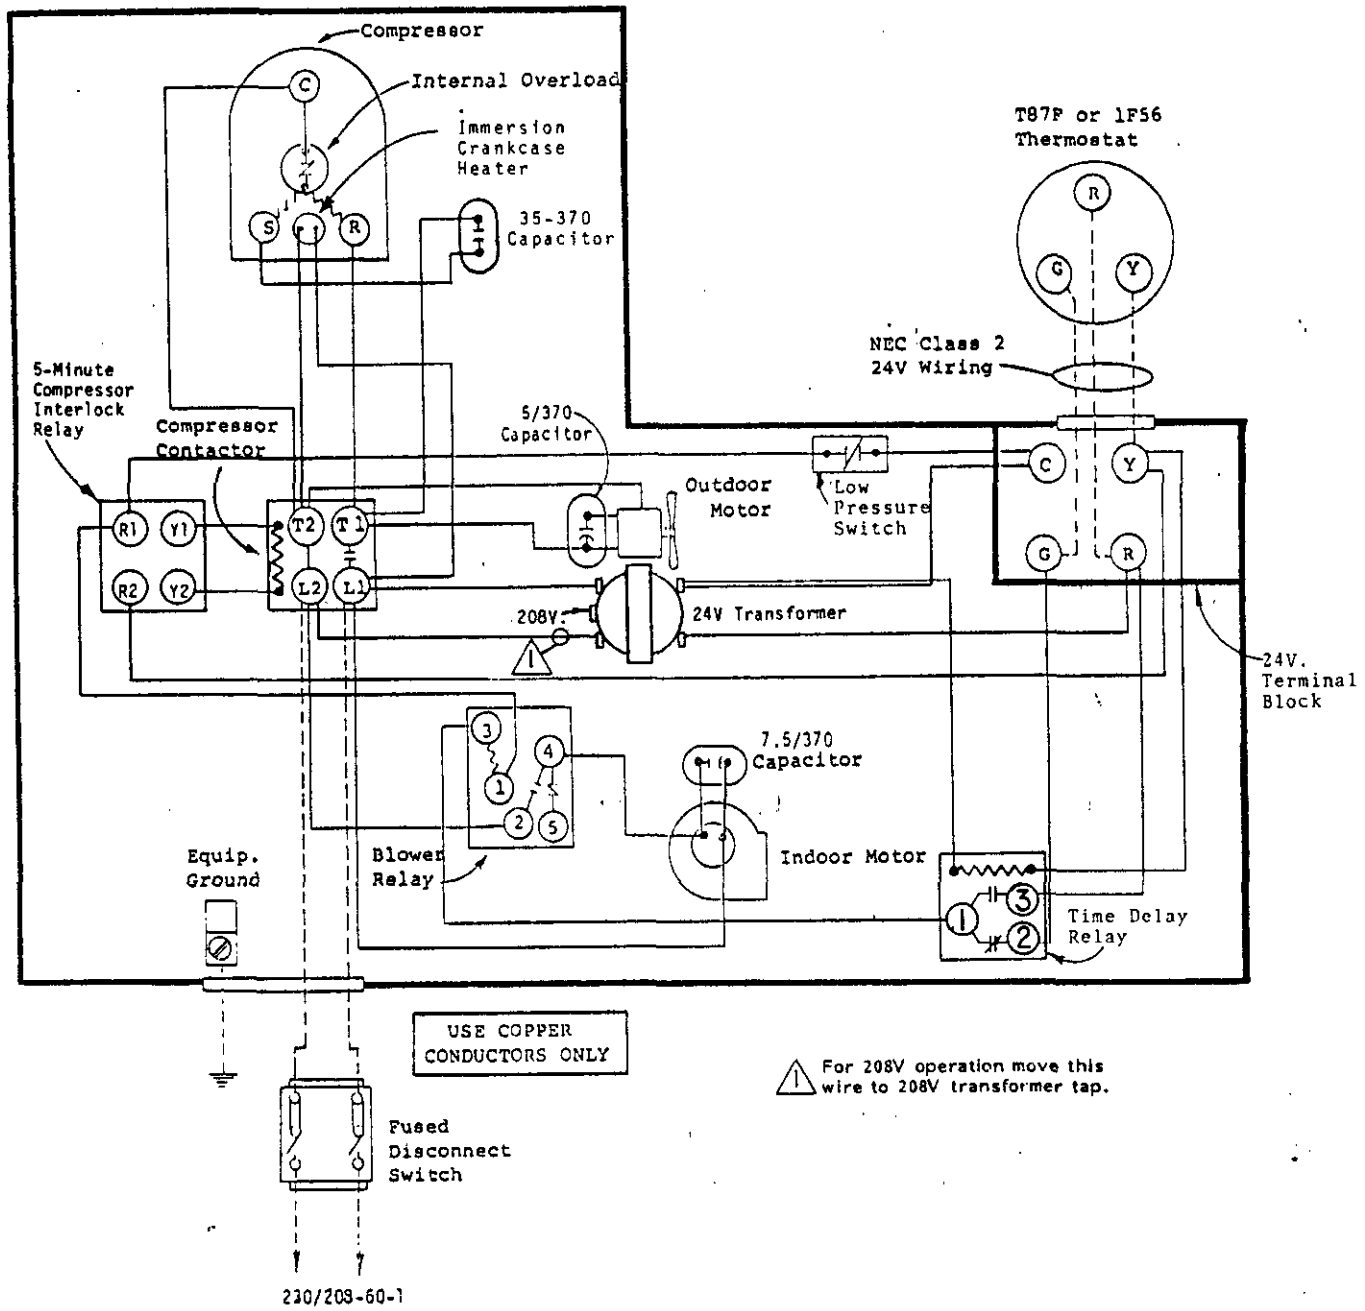 Compressor
C
Internal Overload
Immersion
Crankcase
Heater
S
R
35-370
Capacitor
T87F or 1F56
Thermostat
R
G
Y
NEC Class 2
24V Wiring
5-Minute
Compressor
Interlock
Relay
Compressor
Contactor
5/370
Capacitor
Outdoor
Motor
Low
Pressure
Switch
C
Y
G
R
R1
Y1
R2
Y2
T2
T1
L2
L1
208V.
1
24V Transformer
24V.
Terminal
Block
3
4
1
2
5
Blower
Relay
7.5/370
Capacitor
Indoor Motor
Equip.
Ground
1
3
2
Time Delay
Relay
USE COPPER
CONDUCTORS ONLY
1
For 208V operation move this
wire to 208V transformer tap.
Fused
Disconnect
Switch
230/208-60-1